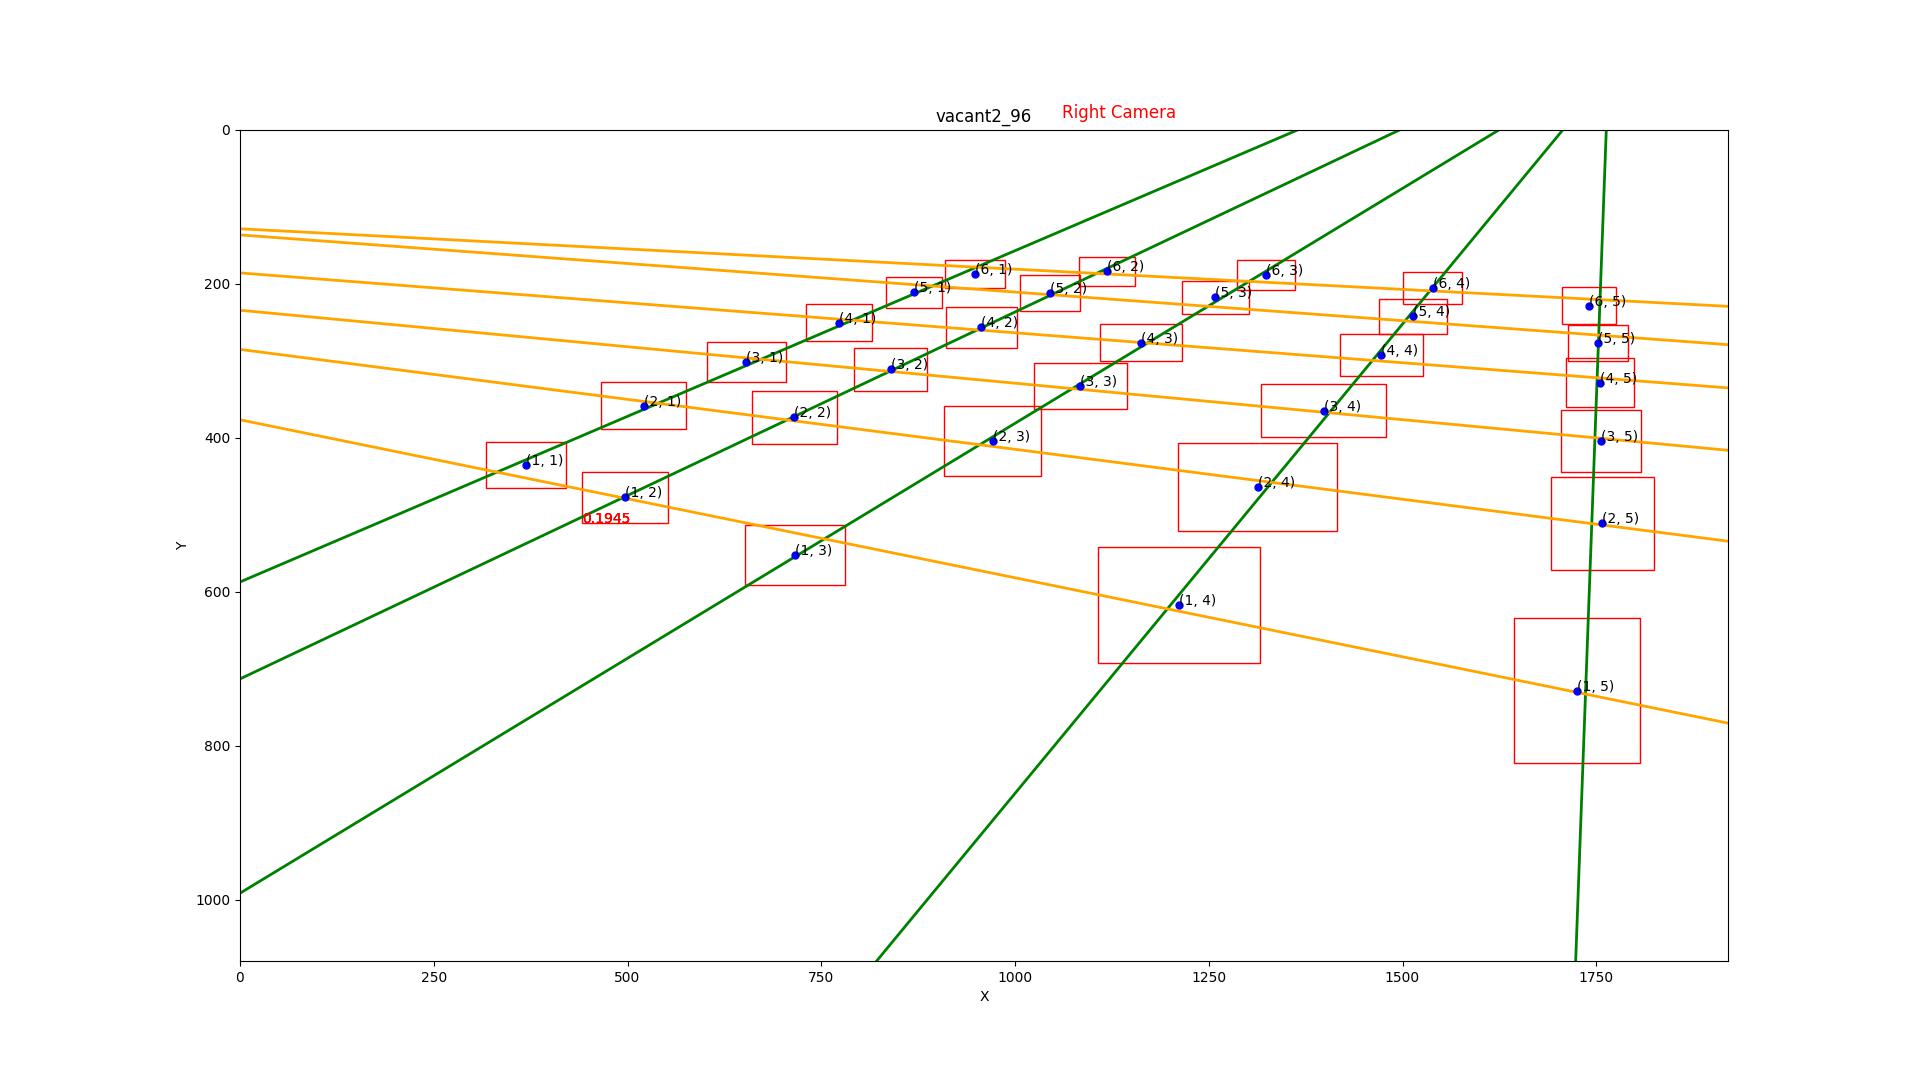 vacant2_96 Right Camera
0
200
400
600
800
1000
Y
(6, 1) (6, 2) (6, 3) (6, 4) (6, 5)
(5, 1) (5, 2) (5, 3) (5, 4) (5, 5)
(4, 1) (4, 2) (4, 3) (4, 4) (4, 5)
(3, 1) (3, 2) (3, 3) (3, 4) (3, 5)
(2, 1) (2, 2) (2, 3) (2, 4) (2, 5)
(1, 1) (1, 2) (1, 3) (1, 4) (1, 5)
0.1945
0 250 500 750 1000 1250 1500 1750
X